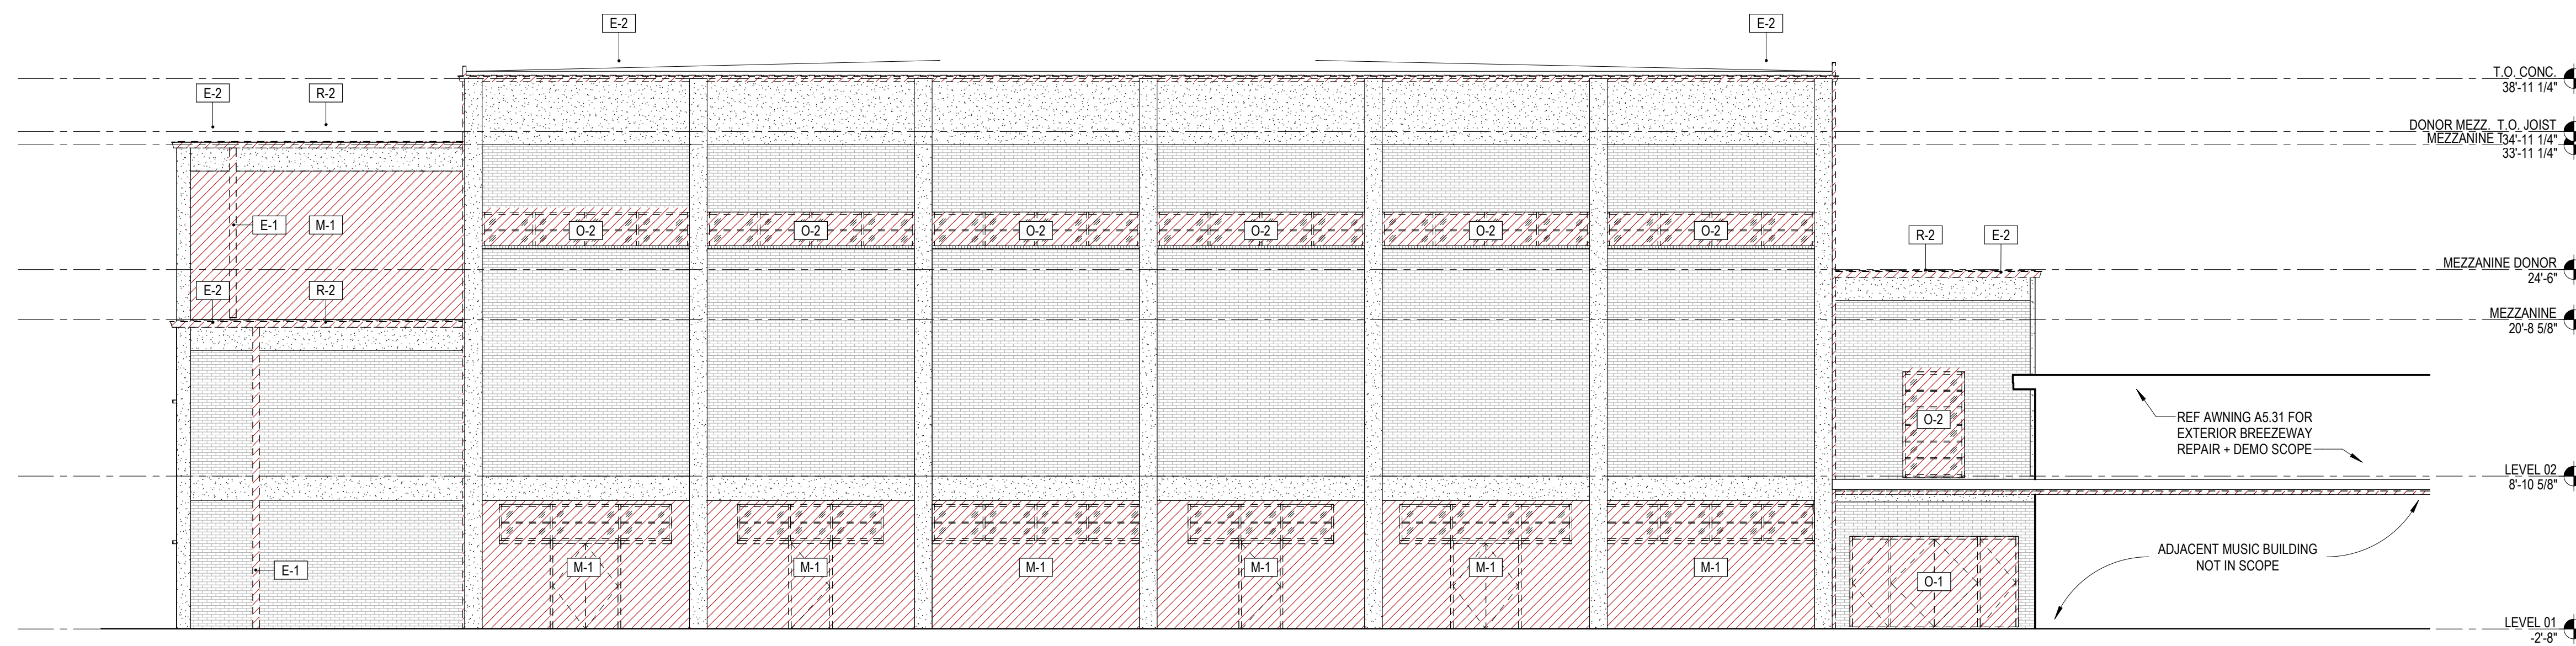 E-2
E-2
T.O. CONC.
38'-11 1/4"
E-2
R-2
DONOR MEZZ. T.O. JOIST
34'-11 1/4"
MEZZANINE T
33'-11 1/4"
E-1
M-1
O-2
O-2
O-2
O-2
O-2
O-2
R-2
E-2
MEZZANINE DONOR
24'-6"
E-2
R-2
MEZZANINE
20'-8 5/8"
O-2
REF AWNING A5.31 FOR
EXTERIOR BREEZEWAY
REPAIR + DEMO SCOPE
LEVEL 02
8'-10 5/8"
E-1
M-1
M-1
M-1
M-1
M-1
M-1
O-1
ADJACENT MUSIC BUILDING
NOT IN SCOPE
LEVEL 01
-2'-8"